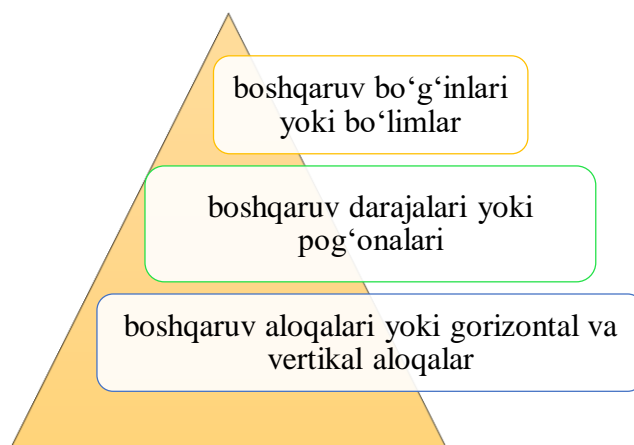 boshqaruv bo‘g‘inlari
yoki bo‘limlar
boshqaruv darajalari yoki
pog‘onalari
boshqaruv aloqalari yoki gorizontal va
vertikal aloqalar